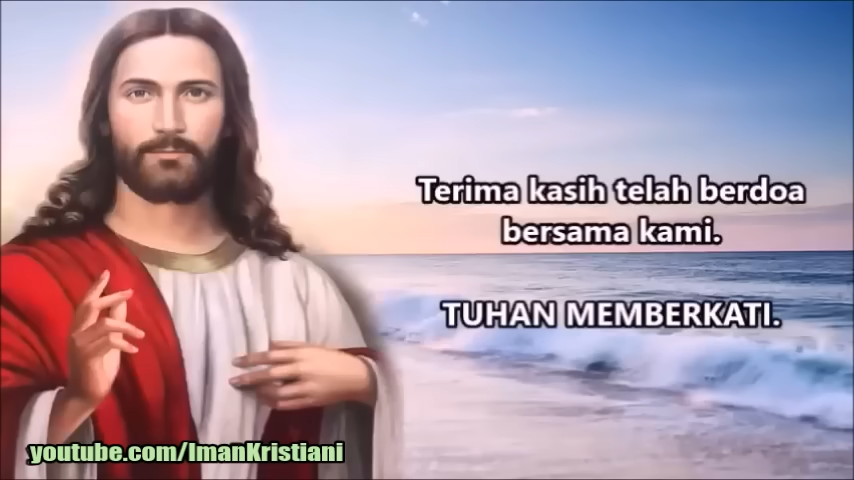 Terima kasih telah berdoa
bersama kami.
TUHAN MEMBERKATI.
youtube.com/ImanKristiani